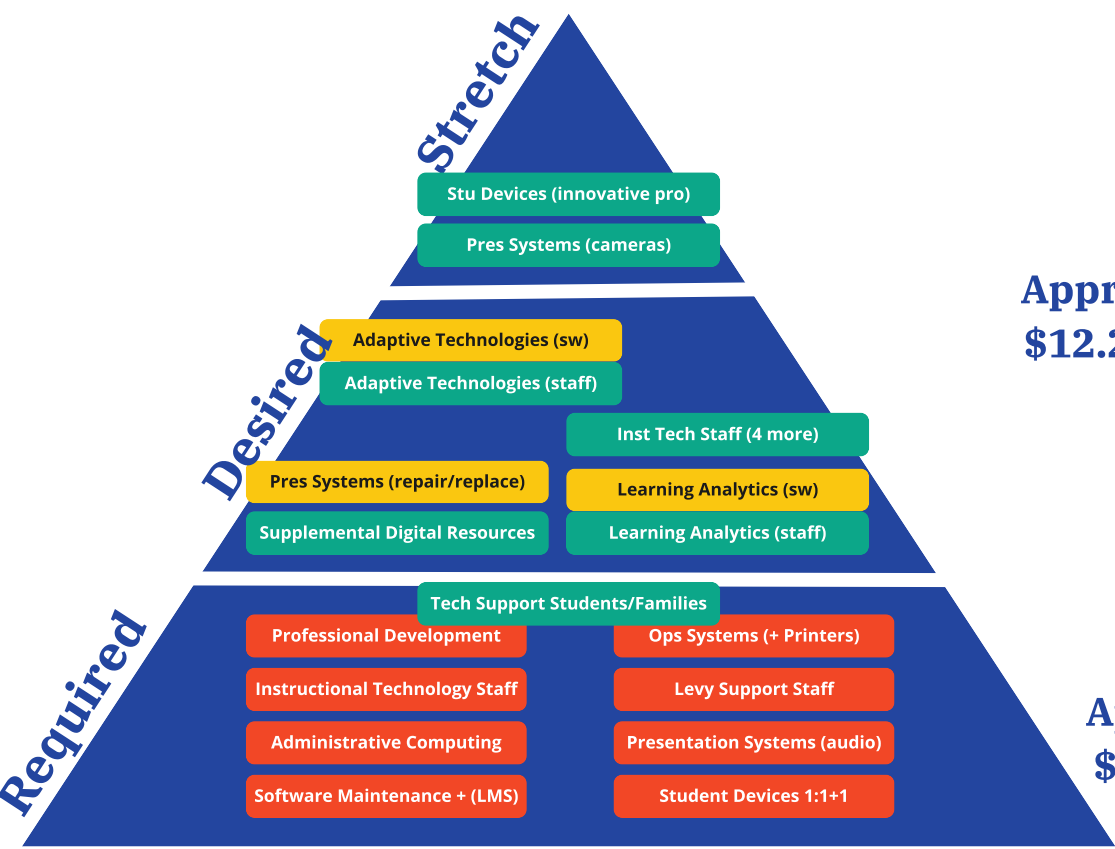 Stretch
Stu Devices (innovative pro)
Pres Systems (cameras)
Desired
Adaptive Technologies (sw)
Adaptive Technologies (staff)
Inst Tech Staff (4 more)
Pres Systems (repair/replace)
Learning Analytics (sw)
Supplemental Digital Resources
Learning Analytics (staff)
Required
Tech Support Students/Families
Professional Development
Ops Systems (+ Printers)
Instructional Technology Staff
Levy Support Staff
Administrative Computing
Presentation Systems (audio)
Software Maintenance + (LMS)
Student Devices 1:1+1